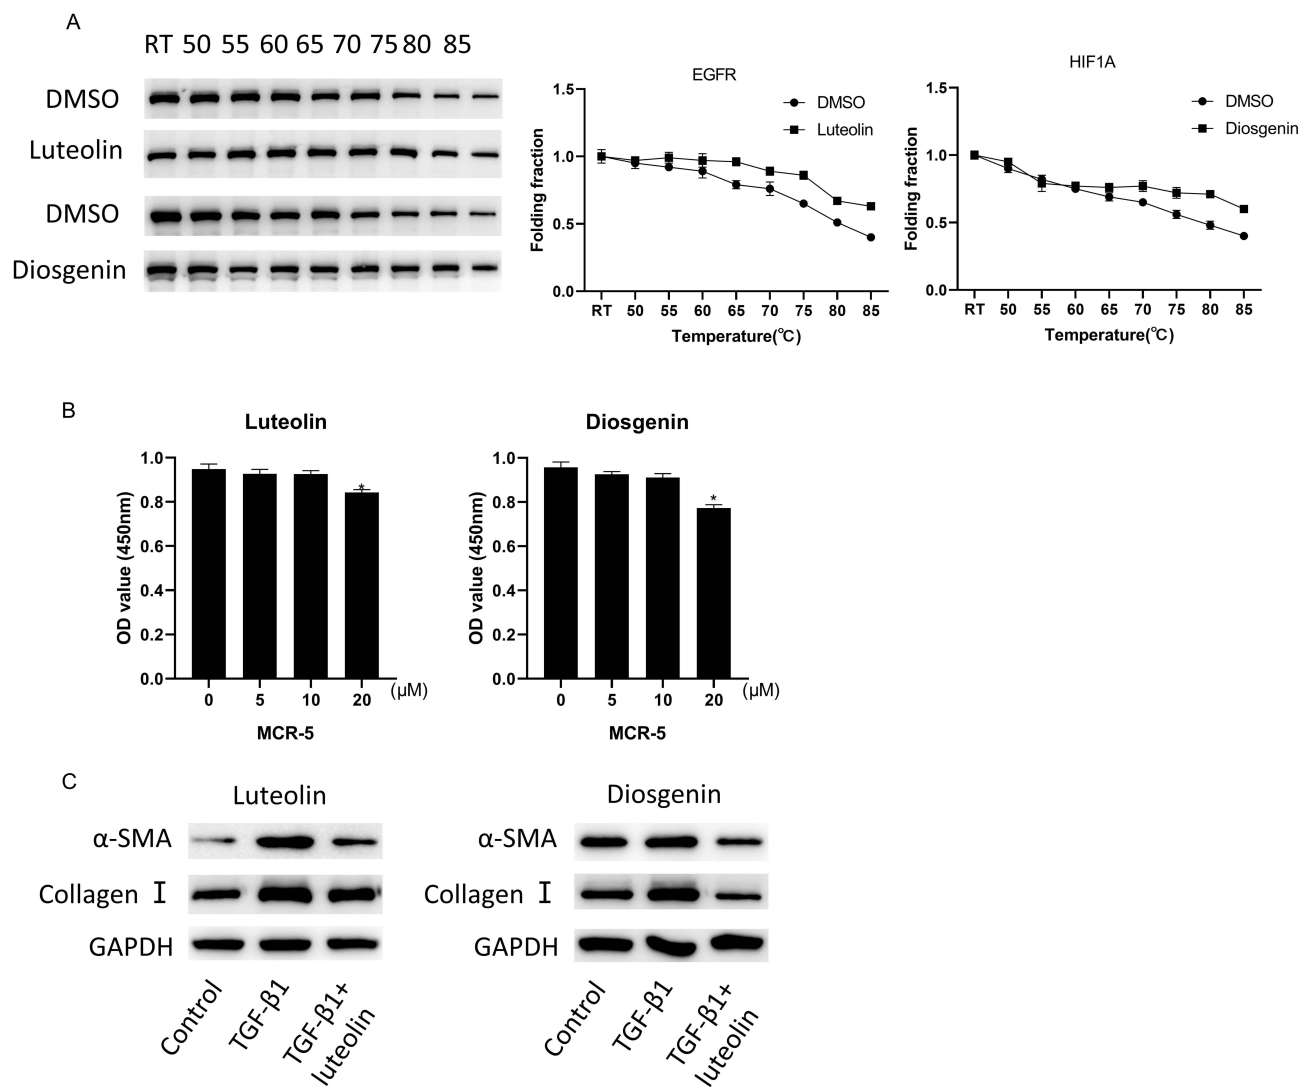 A
RT 50 55 60 65 70 75 80 85
DMSO
Luteolin
DMSO
Diosgenin
EGFR
DMSO
Luteolin
Folding fraction
1.5
1.0
0.5
0.0
RT 50 55 60 65 70 75 80 85
Temperature(℃)
HIF1A
DMSO
Diosgenin
Folding fraction
1.5
1.0
0.5
0.0
RT 50 55 60 65 70 75 80 85
Temperature(℃)
B
Luteolin
OD value (450nm)
1.0
0.8
0.6
0.4
0.2
0.0
*
0 5 10 20 (μM)
MCR-5
Diosgenin
OD value (450nm)
1.0
0.8
0.6
0.4
0.2
0.0
*
0 5 10 20 (μM)
MCR-5
C
Luteolin
α-SMA
Collagen I
GAPDH
Control
TGF-β1
TGF-β1+
luteolin
Diosgenin
α-SMA
Collagen I
GAPDH
Control
TGF-β1
TGF-β1+
luteolin